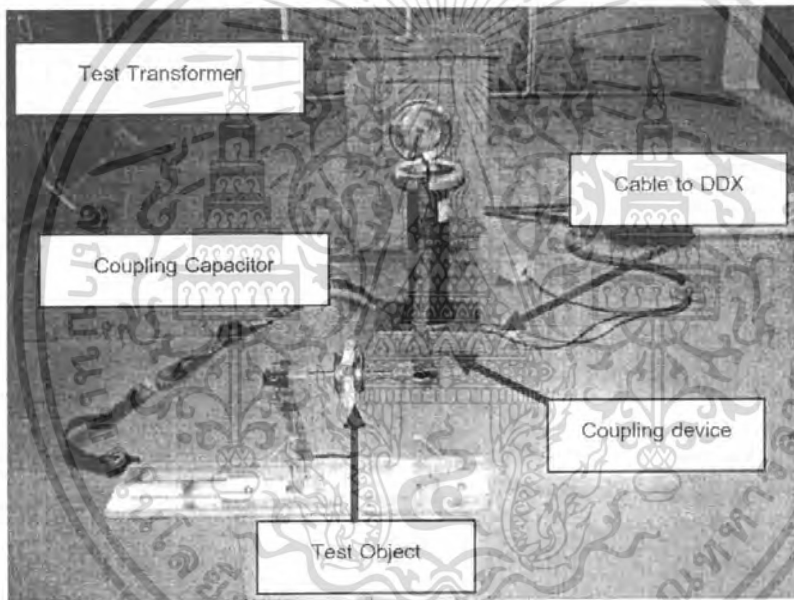 Test Transformer
Cable to DDX
Coupling Capacitor
Coupling device
Test Object